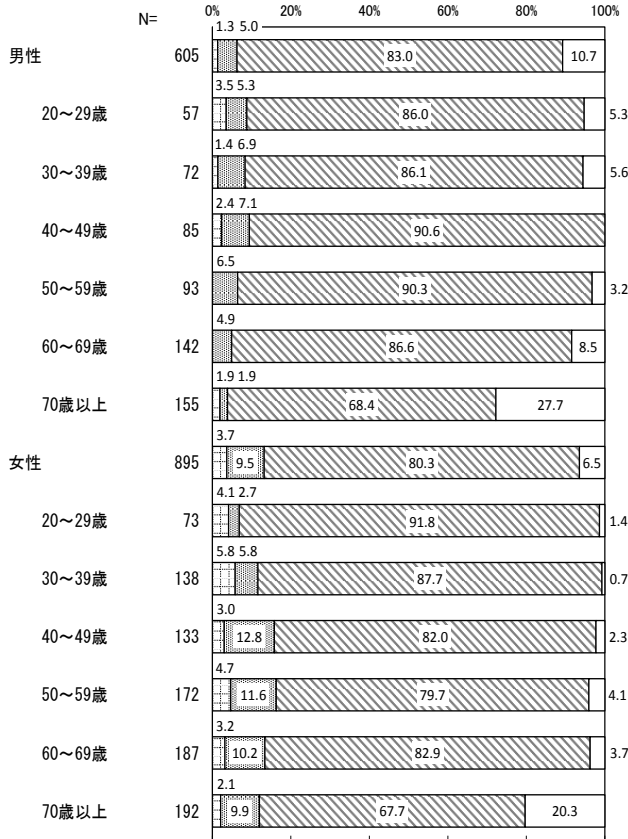 N= 0% 20% 40% 60% 80% 100%
1.3 5.0
男性 605 83.0 10.7
3.5 5.3
20～29歳 57 86.0 5.3
1.4 6.9
30～39歳 72 86.1 5.6
2.4 7.1
40～49歳 85 90.6
6.5
50～59歳 93 90.3 3.2
4.9
60～69歳 142 86.6 8.5
1.9 1.9
70歳以上 155 68.4 27.7
3.7
女性 895 9.5 80.3 6.5
4.1 2.7
20～29歳 73 91.8 1.4
5.8 5.8
30～39歳 138 87.7 0.7
3.0
40～49歳 133 12.8 82.0 2.3
4.7
50～59歳 172 11.6 79.7 4.1
3.2
60～69歳 187 10.2 82.9 3.7
2.1
70歳以上 192 9.9 67.7 20.3